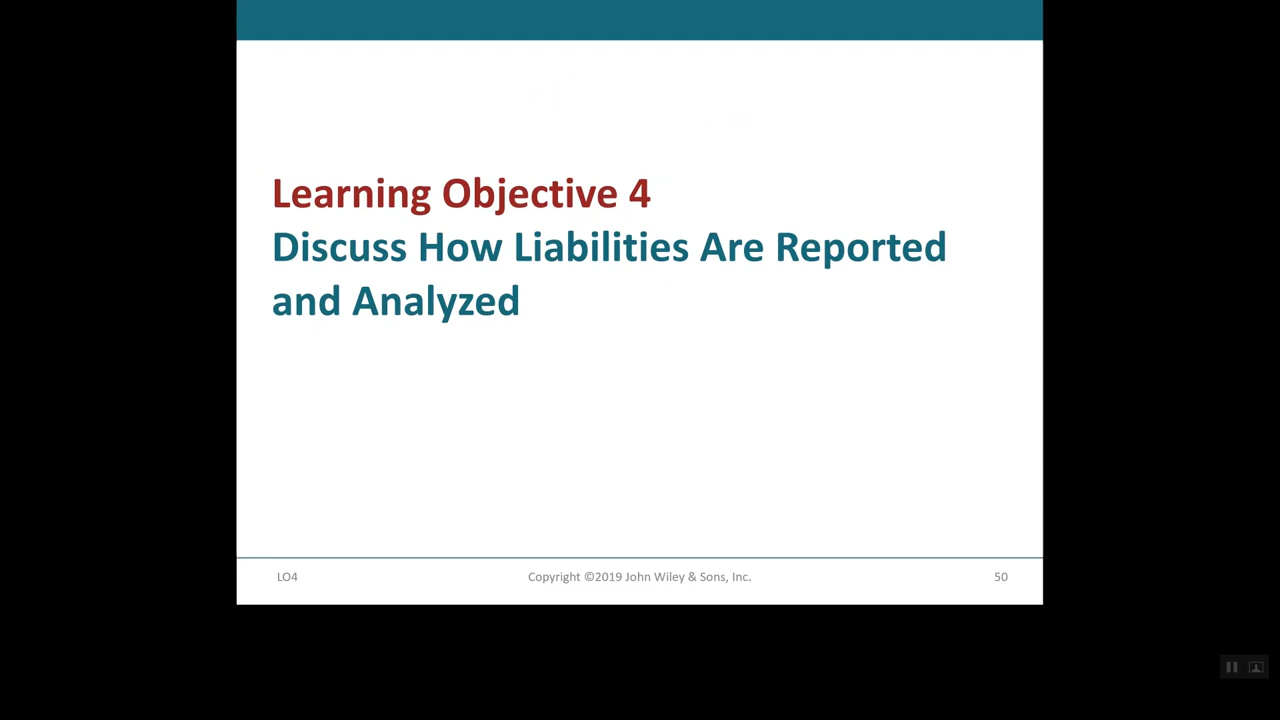 Learning Objective 4
Discuss How Liabilities Are Reported
and Analyzed
LO4
Copyright ©2019 John Wiley & Sons, Inc.
50